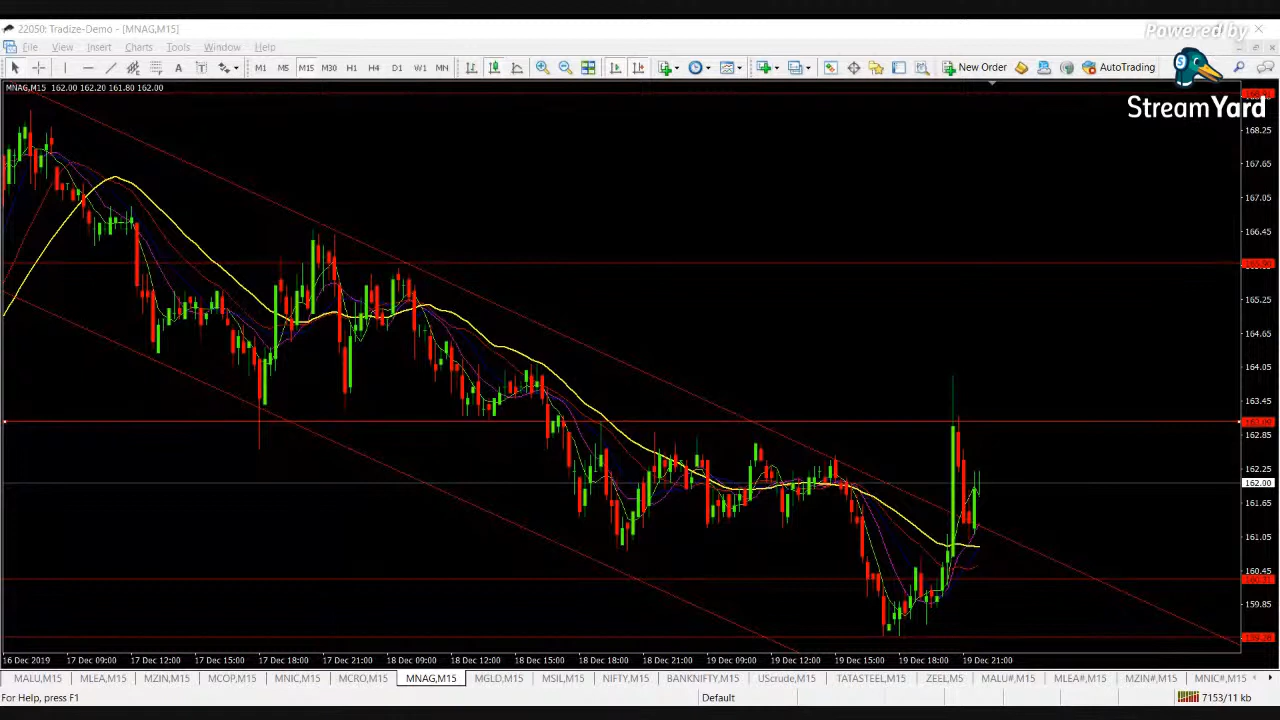 22050: Tradize-Demo - [MNAG,M15]
Powered by
File View Insert Charts Tools Window Help
A T M1 M5 M15 M30 H1 H4 D1 W1 MN New Order AutoTrading
StreamYard
MNAG,M15 162.00 162.20 161.80 162.00
168.25
167.65
167.05
166.45
165.90
165.25
164.65
164.05
163.45
162.85
162.25
162.00
161.65
161.05
160.45
159.85
16 Dec 2019 17 Dec 09:00 17 Dec 12:00 17 Dec 15:00 17 Dec 18:00 17 Dec 21:00 18 Dec 09:00 18 Dec 12:00 18 Dec 15:00 18 Dec 18:00 18 Dec 21:00 19 Dec 09:00 19 Dec 12:00 19 Dec 15:00 19 Dec 18:00 19 Dec 21:00
MALU,M15 MLEA,M15 MZIN,M15 MCOP,M15 MNIC,M15 MCRO,M15 MNAG,M15 MGLD,M15 MSIL,M15 NIFTY,M15 BANKNIFTY,M15 UScrude,M15 TATASTEEL,M15 ZEEL,M5 MALU#,M15 MLEA#,M15 MZIN#,M15 MNIC#,M15
For Help, press F1 Default 7153/11 kb